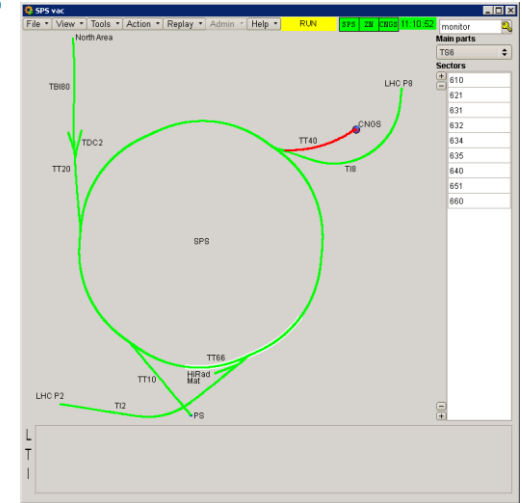 SPS vac
File View Tools Action Replay Admin Help RUN SPS ZN CNGS 11:10:52 monitor
Main parts
TS6
Sectors
610
621
631
632
634
635
640
651
660
North Area
TBI80
LHC P8
CNGS
TT40
TDC2
TT20
TI8
SPS
TT66
HiRad
Mat
TT10
LHC P2
TI2
PS
L
T
I